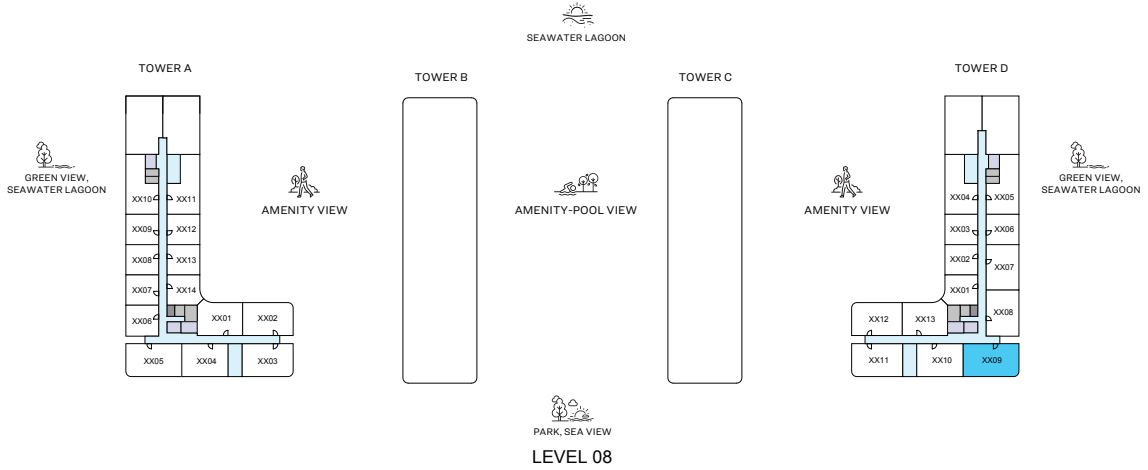 SEAWATER LAGOON
TOWER A
TOWER B
TOWER C
TOWER D
GREEN VIEW,
SEAWATER LAGOON
AMENITY VIEW
AMENITY-POOL VIEW
AMENITY VIEW
GREEN VIEW,
SEAWATER LAGOON
XX10 XX11
XX09 XX12
XX08 XX13
XX07 XX14
XX06
XX01 XX02
XX05 XX04 XX03
XX04 XX05
XX03 XX06
XX02 XX07
XX01
XX08
XX12 XX13
XX11 XX10 XX09
PARK, SEA VIEW
LEVEL 08